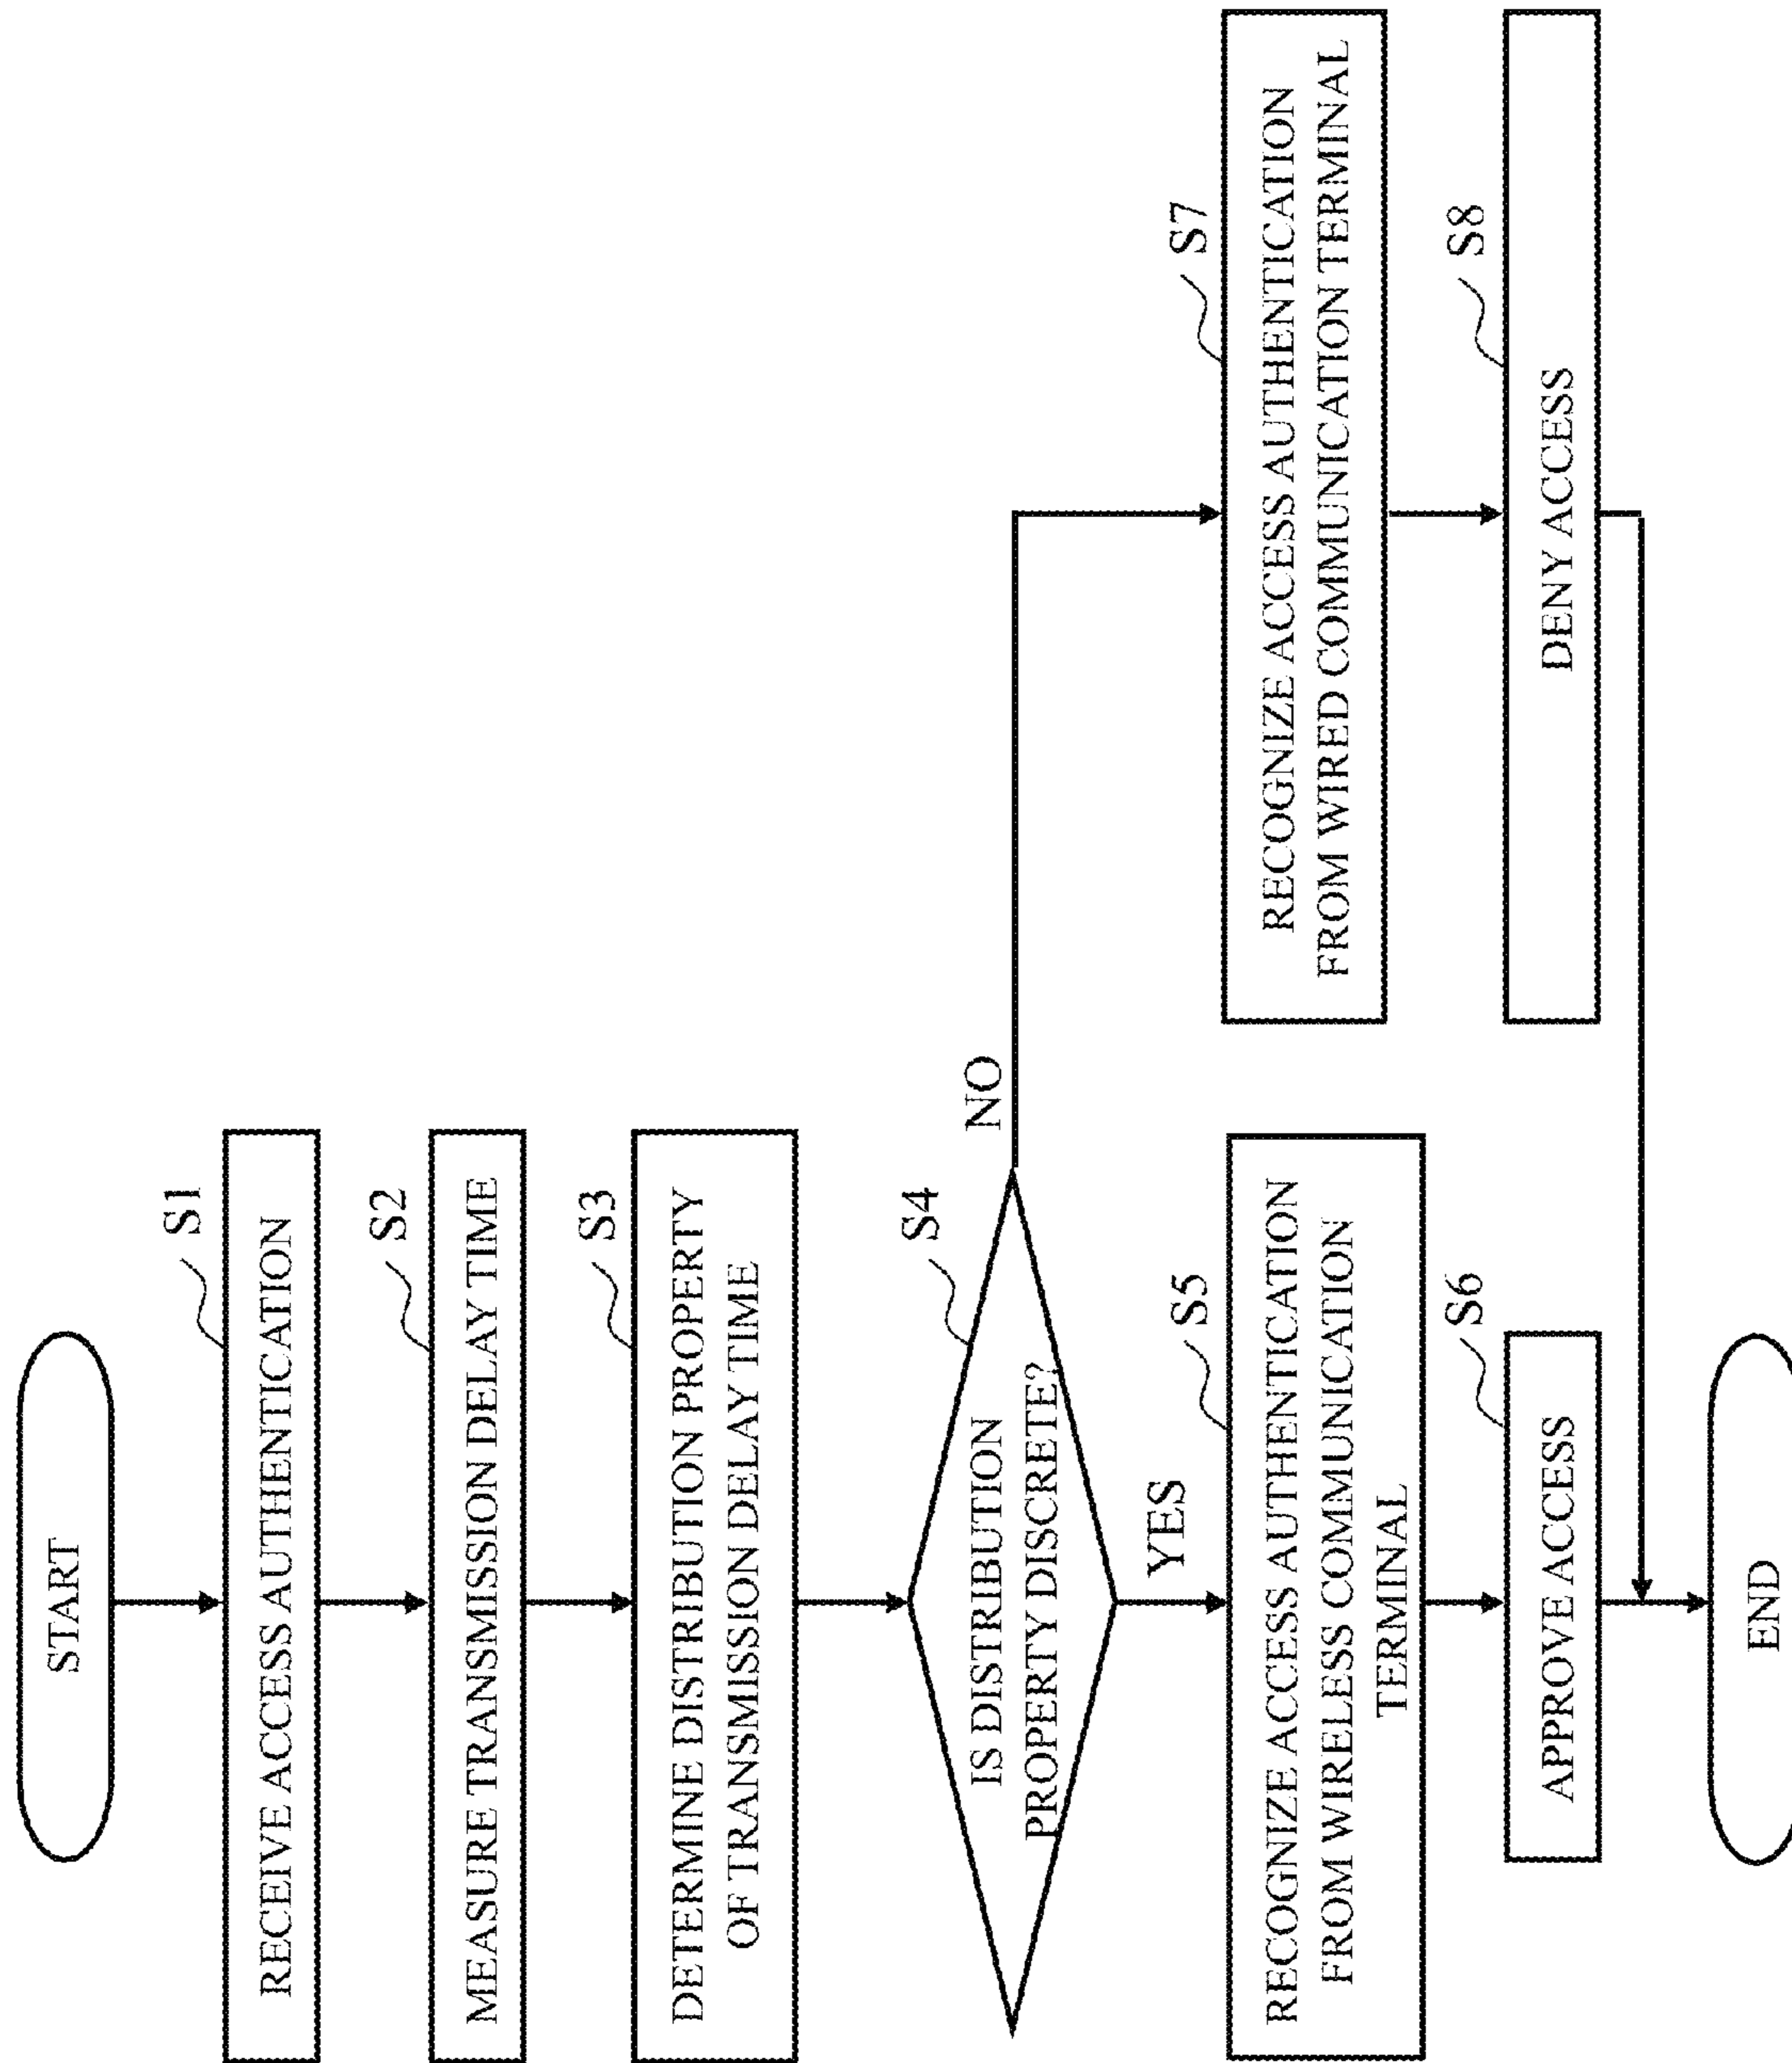 START
S1
RECEIVE ACCESS AUTHENTICATION
S2
MEASURE TRANSMISSION DELAY TIME
S3
DETERMINE DISTRIBUTION PROPERTY
OF TRANSMISSION DELAY TIME
S4
IS DISTRIBUTION
PROPERTY DISCRETE?
NO
YES
S5
RECOGNIZE ACCESS AUTHENTICATION
FROM WIRELESS COMMUNICATION
TERMINAL
S6
APPROVE ACCESS
S7
RECOGNIZE ACCESS AUTHENTICATION
FROM WIRED COMMUNICATION TERMINAL
S8
DENY ACCESS
END